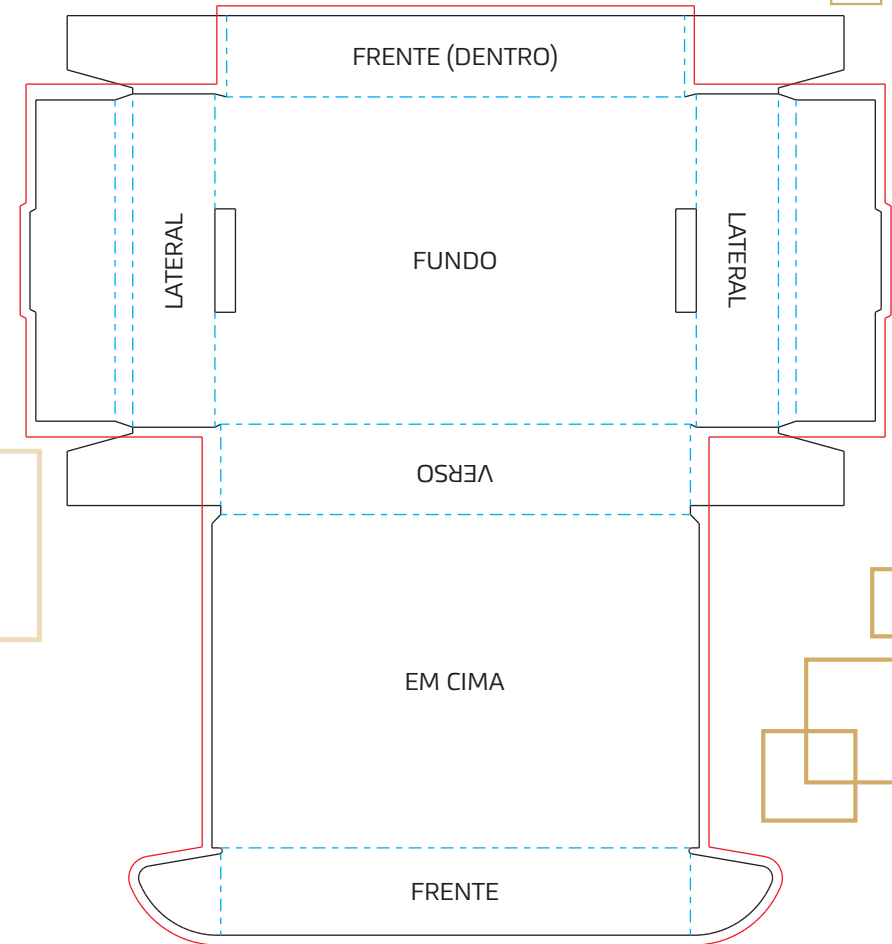 FRENTE (DENTRO)
LATERAL
FUNDO
LATERAL
VERSO
EM CIMA
FRENTE